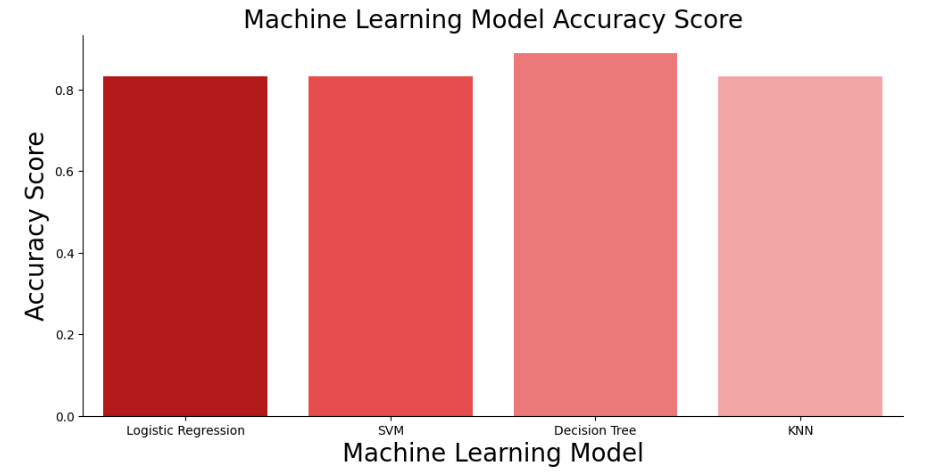 Machine Learning Model Accuracy Score
Accuracy Score
0.8
0.6
0.4
0.2
0.0
Logistic Regression
SVM
Decision Tree
KNN
Machine Learning Model